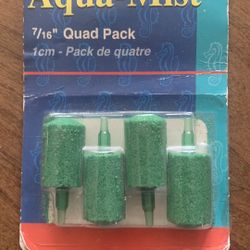 Aqua-Mist
7/16" Quad Pack
1cm - Pack de quatre